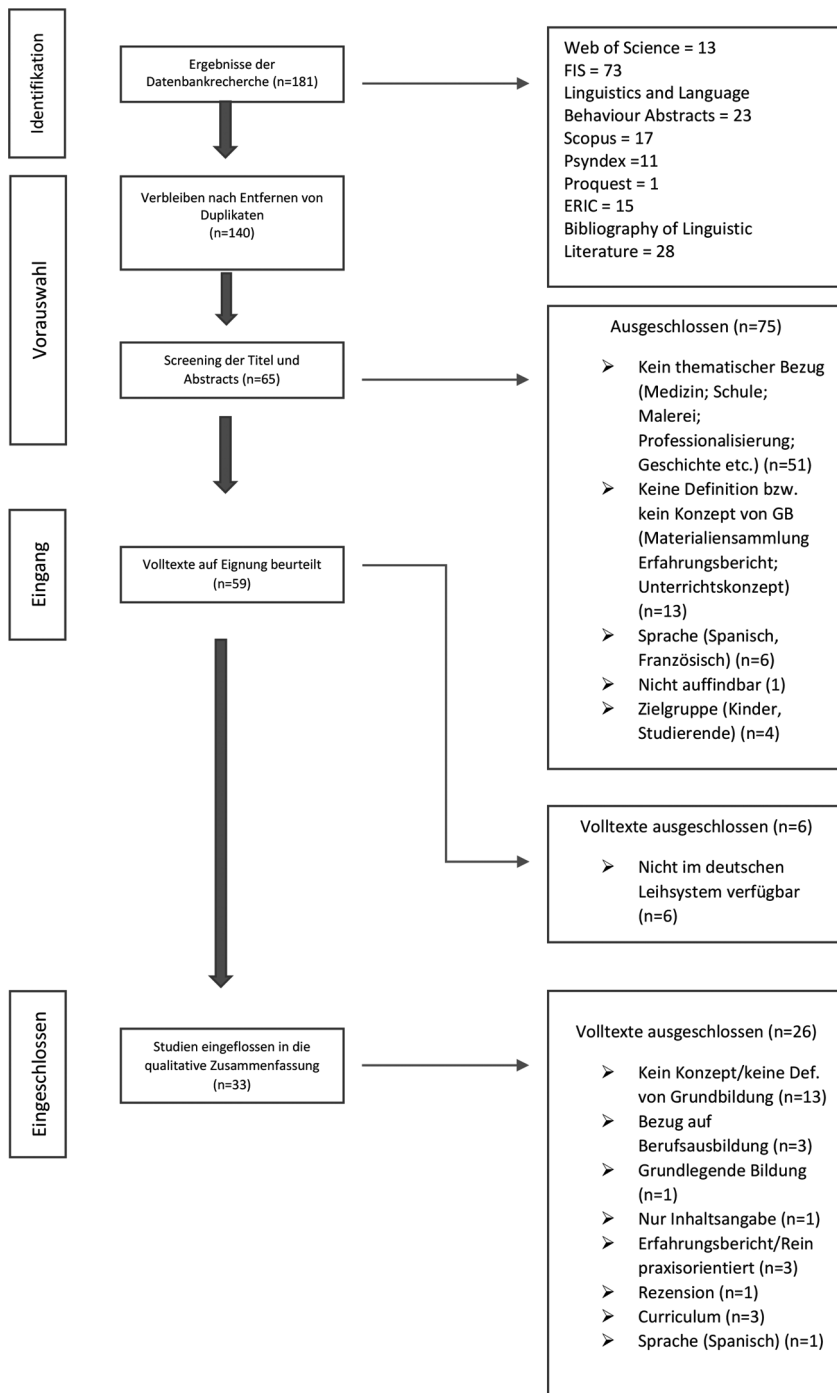 Identifikation
Ergebnisse der
Datenbankrecherche (n=181)
Web of Science = 13
FIS = 73
Linguistics and Language
Behaviour Abstracts = 23
Scopus = 17
Psyndex =11
Proquest = 1
ERIC = 15
Bibliography of Linguistic
Literature = 28
Vorauswahl
Verbleiben nach Entfernen von
Duplikaten
(n=140)
Screening der Titel und
Abstracts (n=65)
Ausgeschlossen (n=75)
➢ Kein thematischer Bezug
(Medizin; Schule;
Malerei;
Professionalisierung;
Geschichte etc.) (n=51)
➢ Keine Definition bzw.
kein Konzept von GB
(Materialiensammlung
Erfahrungsbericht;
Unterrichtskonzept)
(n=13)
➢ Sprache (Spanisch,
Französisch) (n=6)
➢ Nicht auffindbar (1)
➢ Zielgruppe (Kinder,
Studierende) (n=4)
Eingang
Volltexte auf Eignung beurteilt
(n=59)
Volltexte ausgeschlossen (n=6)
➢ Nicht im deutschen
Leihsystem verfügbar
(n=6)
Eingeschlossen
Studien eingeflossen in die
qualitative Zusammenfassung
(n=33)
Volltexte ausgeschlossen (n=26)
➢ Kein Konzept/keine Def.
von Grundbildung (n=13)
➢ Bezug auf
Berufsausbildung (n=3)
➢ Grundlegende Bildung
(n=1)
➢ Nur Inhaltsangabe (n=1)
➢ Erfahrungsbericht/Rein
praxisorientiert (n=3)
➢ Rezension (n=1)
➢ Curriculum (n=3)
➢ Sprache (Spanisch) (n=1)